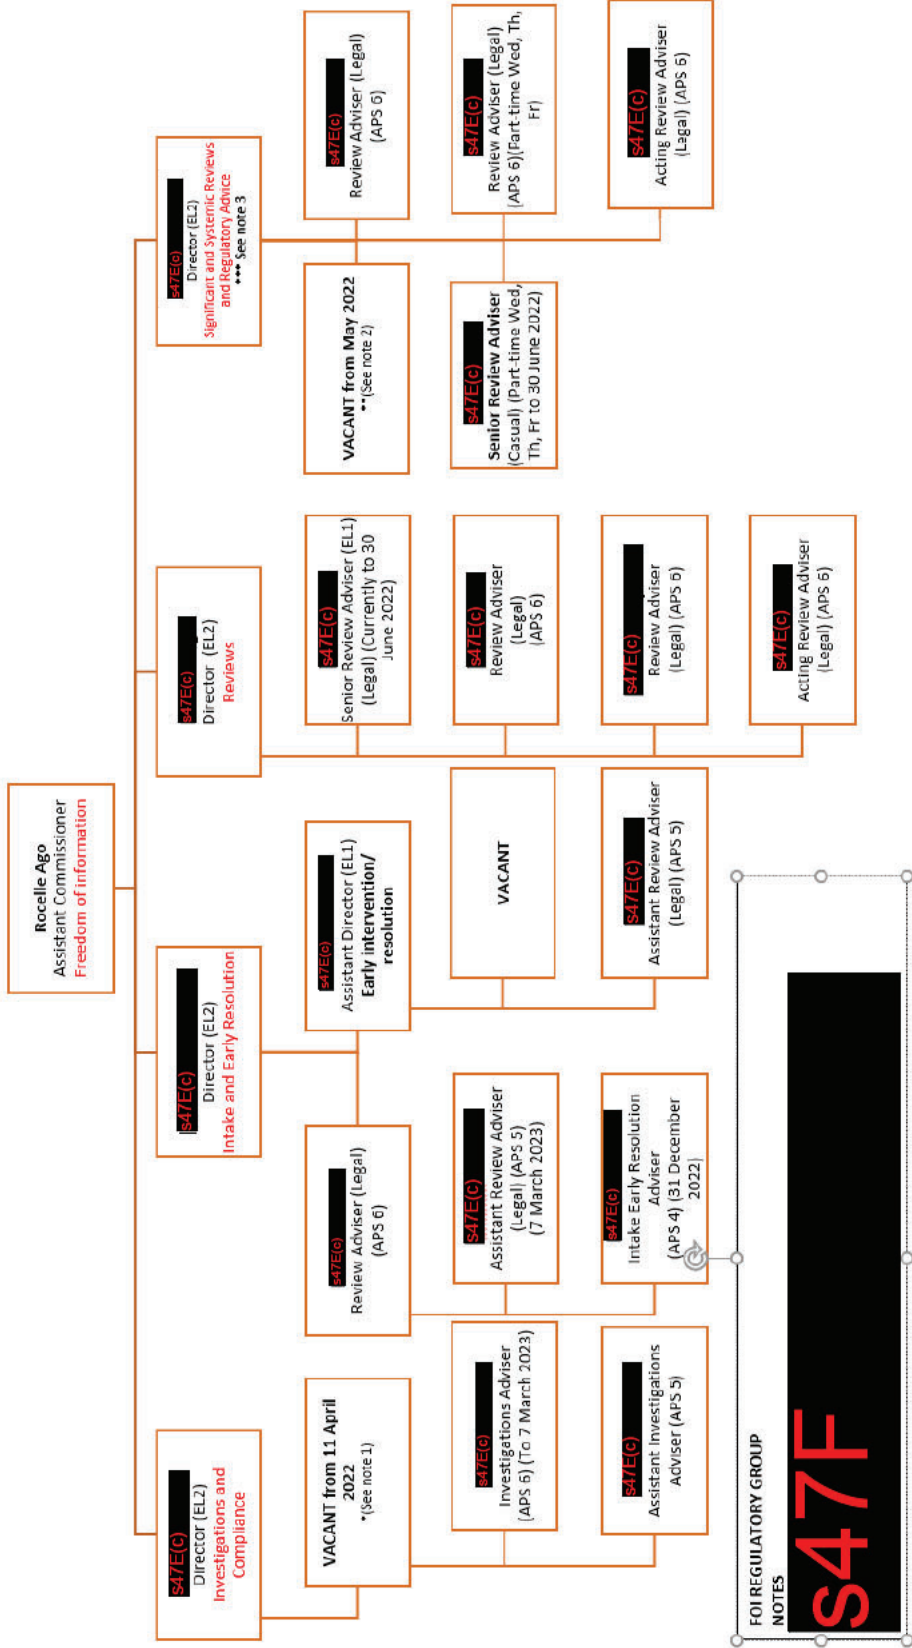 Rocelle Ago
Assistant Commissioner
Freedom of information
s47E(c)
Director (EL2)
Investigations and
Compliance
s47E(c)
Director (EL2)
Intake and Early Resolution
s47E(c)
Director (EL2)
Reviews
s47E(c)
Director (EL2)
Significant and Systemic Reviews
and Regulatory Advice
*** See note 3
VACANT from 11 April
2022
*(See note 1)
s47E(c)
Investigations Adviser
(APS 6) (To 7 March 2023)
s47E(c)
Assistant Investigations
Adviser (APS 5)
s47E(c)
Review Adviser (Legal)
(APS 6)
s47E(c)
Assistant Review Adviser
(Legal) (APS 5)
(7 March 2023)
s47E(c)
Intake Early Resolution
Adviser
(APS 4) (31 December
2022)
s47E(c)
Assistant Director (EL1)
Early intervention/
resolution
VACANT
s47E(c)
Assistant Review Adviser
(Legal) (APS 5)
s47E(c)
Senior Review Adviser (EL1)
(Legal) (Currently to 30
June 2022)
s47E(c)
Review Adviser
(Legal)
(APS 6)
s47E(c)
Review Adviser
(Legal) (APS 6)
s47E(c)
Acting Review Adviser
(Legal) (APS 6)
VACANT from May 2022
**(See note 2)
s47E(c)
Senior Review Adviser
(Casual) (Part-time Wed,
Th, Fr to 30 June 2022)
s47E(c)
Review Adviser (Legal)
(APS 6)
s47E(c)
Review Adviser (Legal)
(APS 6)(Part-time Wed, Th,
Fr)
s47E(c)
Acting Review Adviser
(Legal) (APS 6)
FOI REGULATORY GROUP
NOTES
s47F